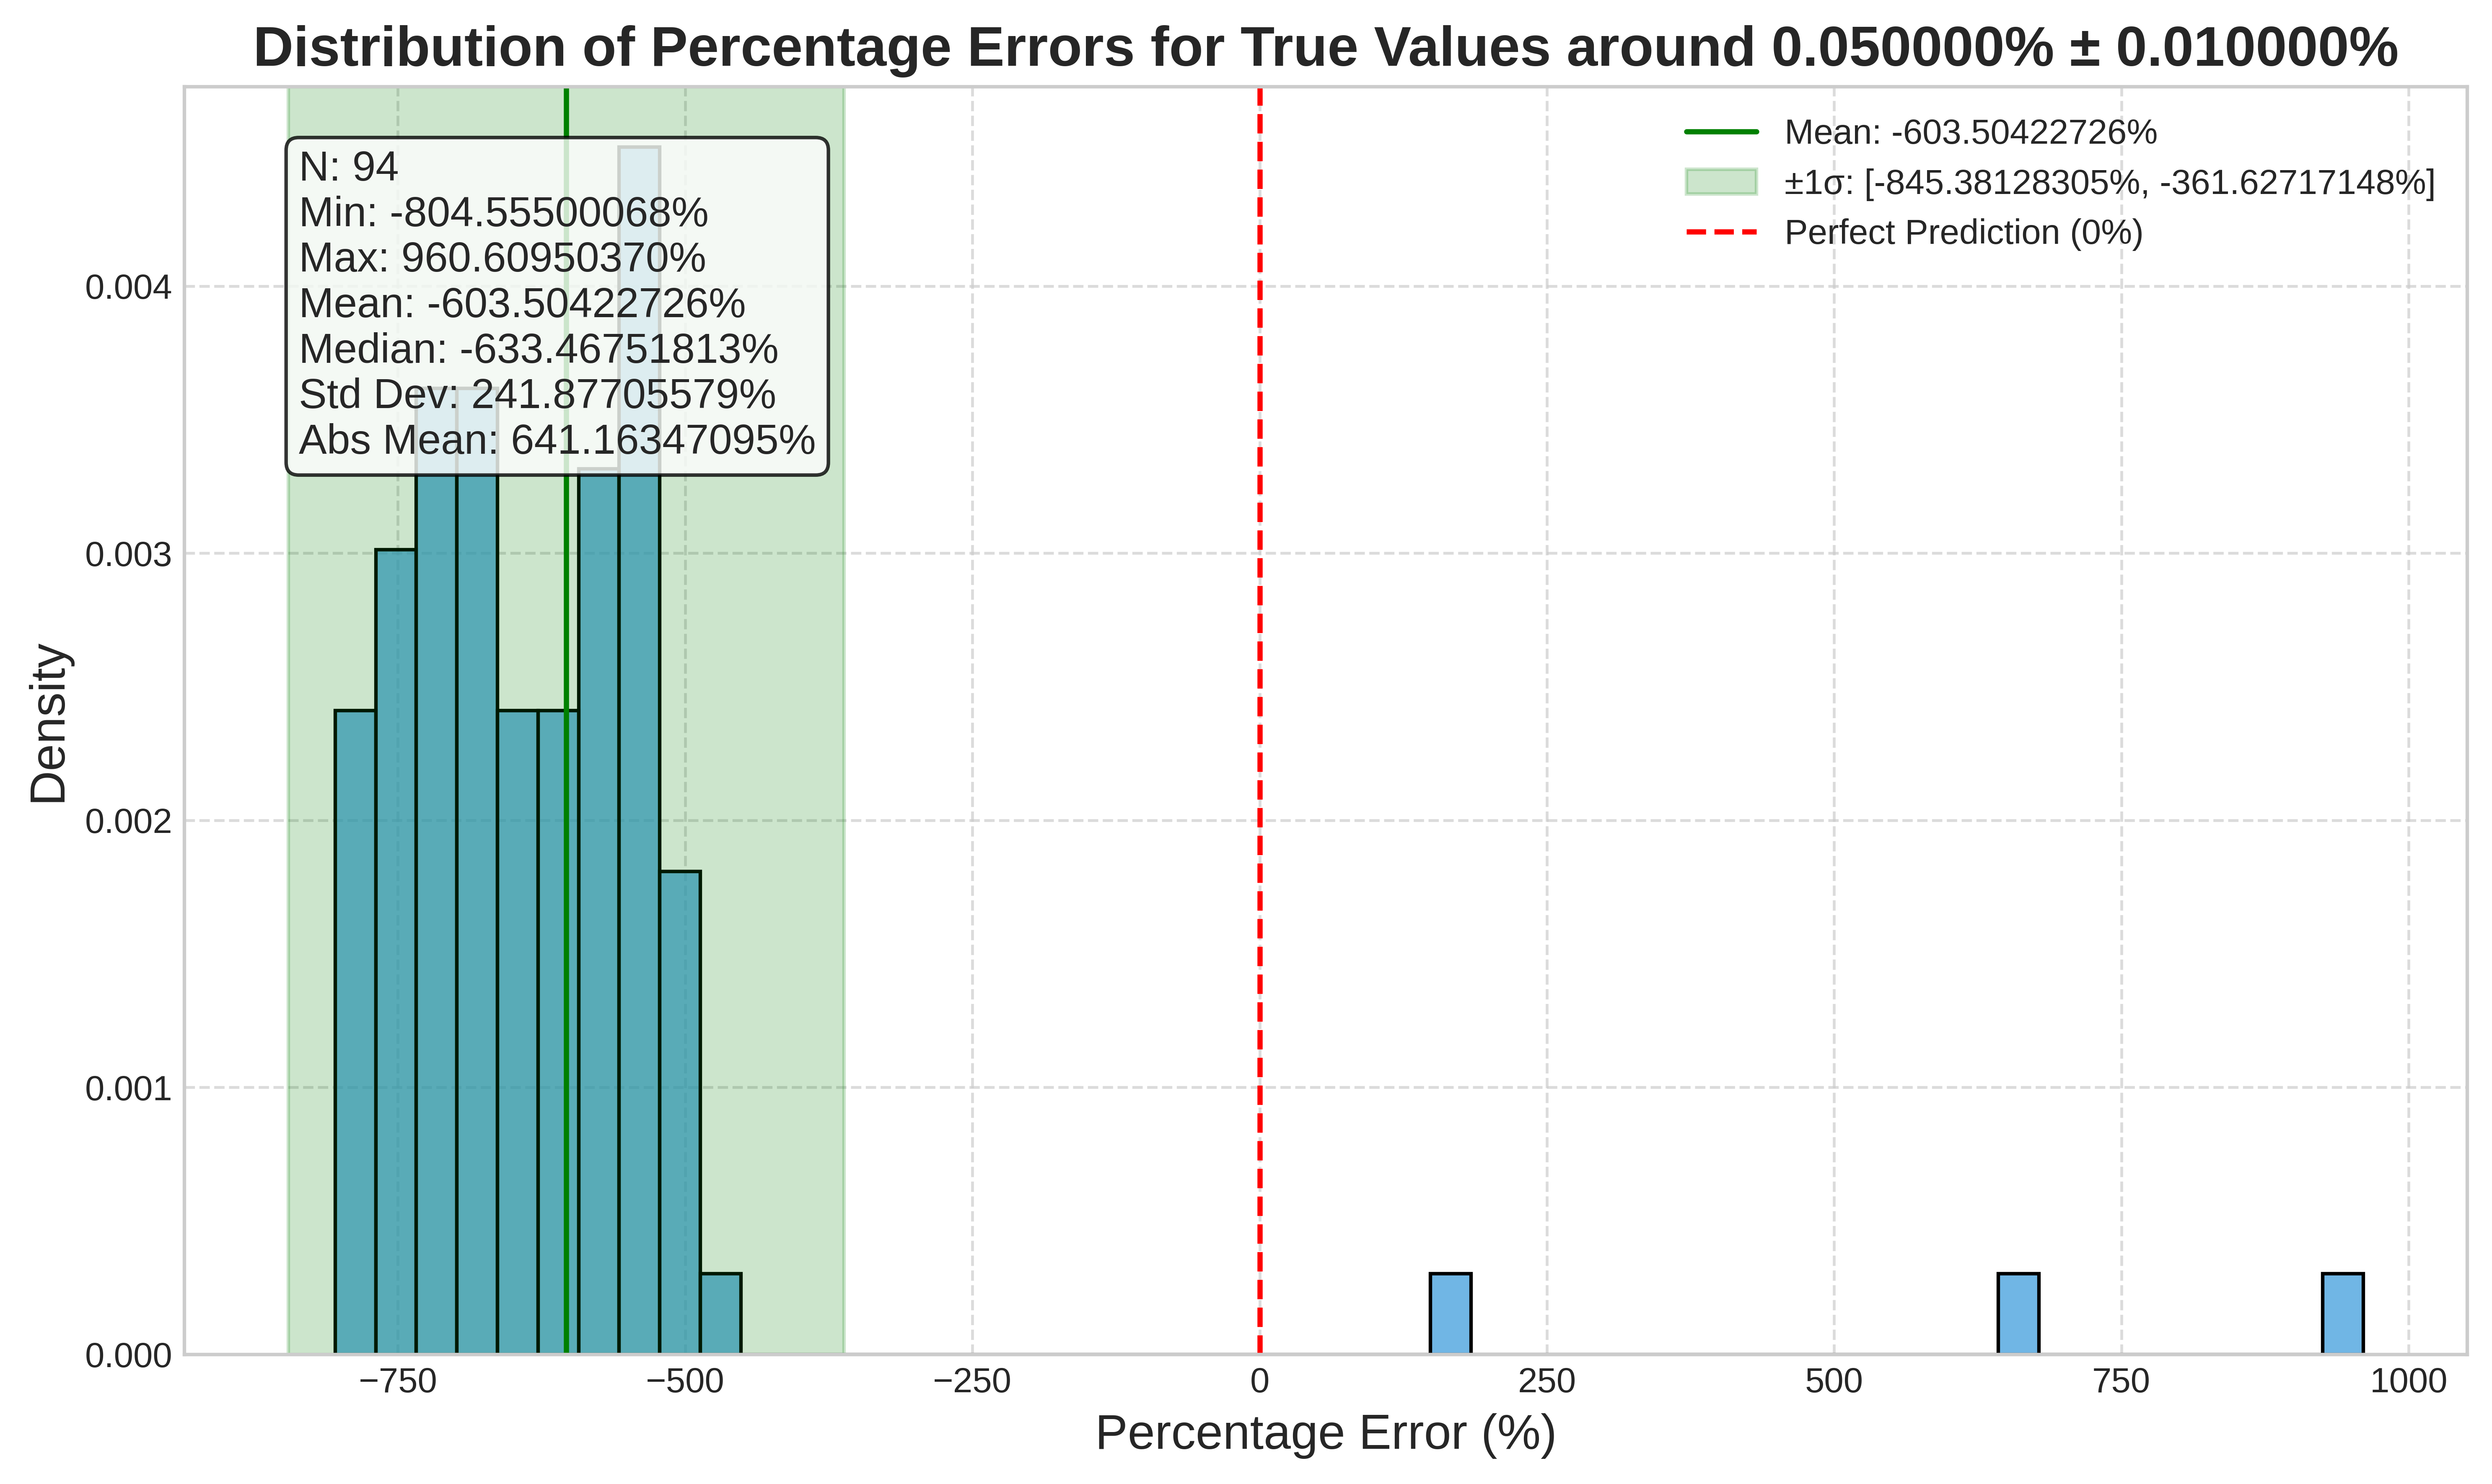 Distribution of Percentage Errors for True Values around 0.050000% ± 0.010000%
N: 94
Min: -804.55500068%
Max: 960.60950370%
Mean: -603.50422726%
Median: -633.46751813%
Std Dev: 241.87705579%
Abs Mean: 641.16347095%
Mean: -603.50422726%
±1σ: [-845.38128305%, -361.62717148%]
Perfect Prediction (0%)
Density
0.004
0.003
0.002
0.001
0.000
−750 −500 −250 0 250 500 750 1000
Percentage Error (%)